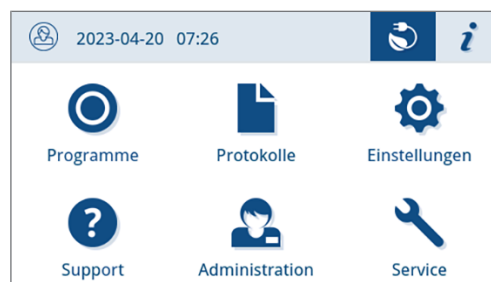 2023-04-20 07:26 i
Programme Protokolle Einstellungen
?
Support Administration Service